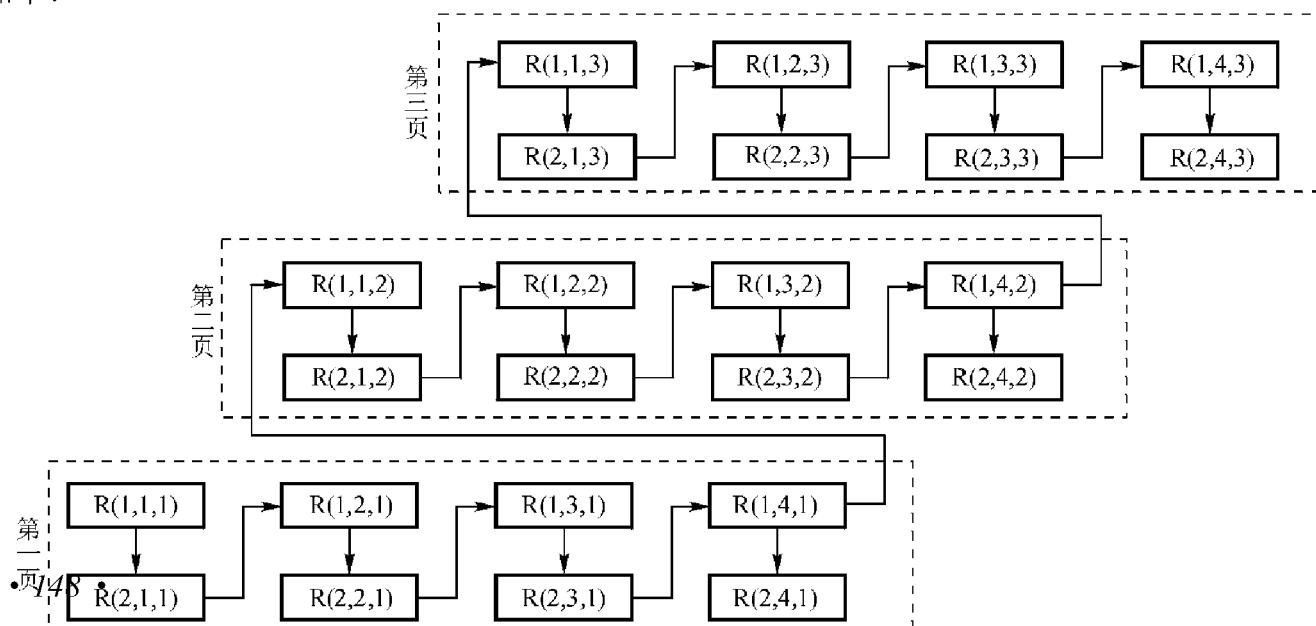 第三页
R(1,1,3) R(1,2,3) R(1,3,3) R(1,4,3)
R(2,1,3) R(2,2,3) R(2,3,3) R(2,4,3)
第二页
R(1,1,2) R(1,2,2) R(1,3,2) R(1,4,2)
R(2,1,2) R(2,2,2) R(2,3,2) R(2,4,2)
第一页
R(1,1,1) R(1,2,1) R(1,3,1) R(1,4,1)
R(2,1,1) R(2,2,1) R(2,3,1) R(2,4,1)
• 148 •